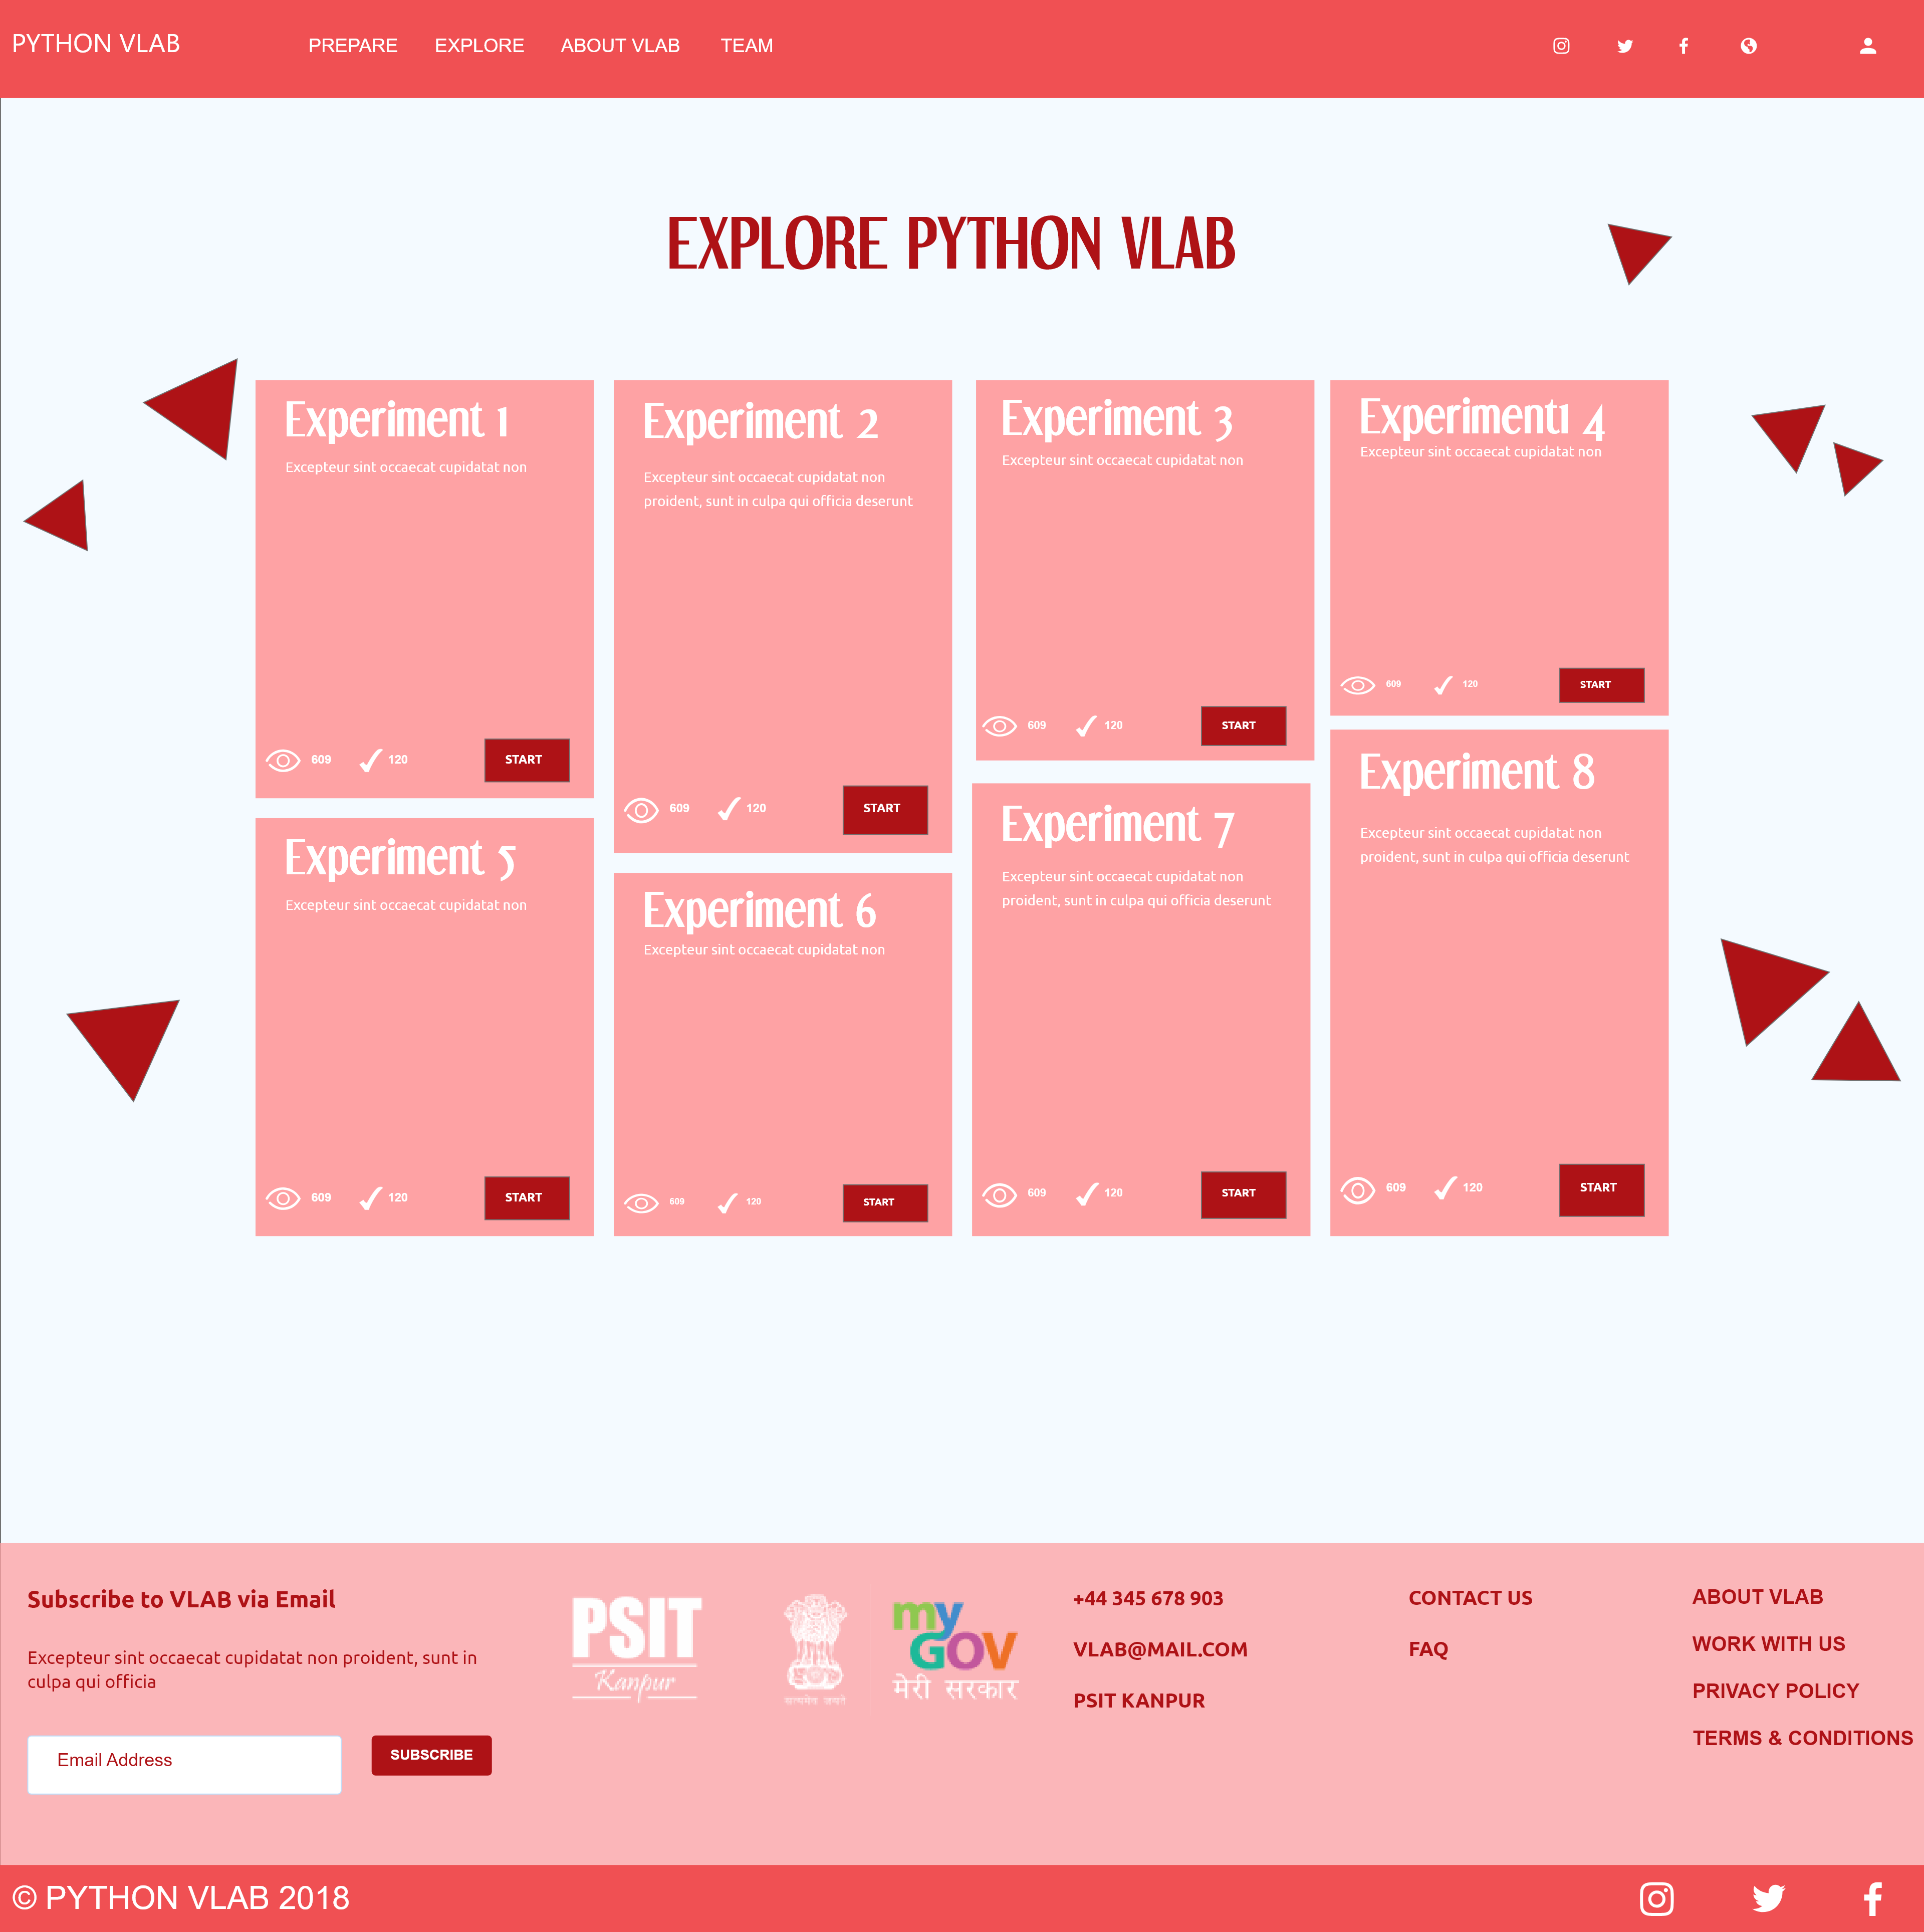 PYTHON VLAB
PREPARE
EXPLORE
ABOUT VLAB
TEAM
EXPLORE PYTHON VLAB
Experiment 1
Excepteur sint occaecat cupidatat non
609
120
START
Experiment 2
Excepteur sint occaecat cupidatat non
proident, sunt in culpa qui officia deserunt
609
120
START
Experiment 3
Excepteur sint occaecat cupidatat non
609
120
START
Experiment1 4
Excepteur sint occaecat cupidatat non
609
120
START
Experiment 5
Excepteur sint occaecat cupidatat non
609
120
START
Experiment 6
Excepteur sint occaecat cupidatat non
609
120
START
Experiment 7
Excepteur sint occaecat cupidatat non
proident, sunt in culpa qui officia deserunt
609
120
START
Experiment 8
Excepteur sint occaecat cupidatat non
proident, sunt in culpa qui officia deserunt
609
120
START
Subscribe to VLAB via Email
Excepteur sint occaecat cupidatat non proident, sunt in
culpa qui officia
Email Address
SUBSCRIBE
PSIT
Kanpur
सत्यमेव जयते
my
GOV
मेरी सरकार
+44 345 678 903
VLAB@MAIL.COM
PSIT KANPUR
CONTACT US
FAQ
ABOUT VLAB
WORK WITH US
PRIVACY POLICY
TERMS & CONDITIONS
© PYTHON VLAB 2018